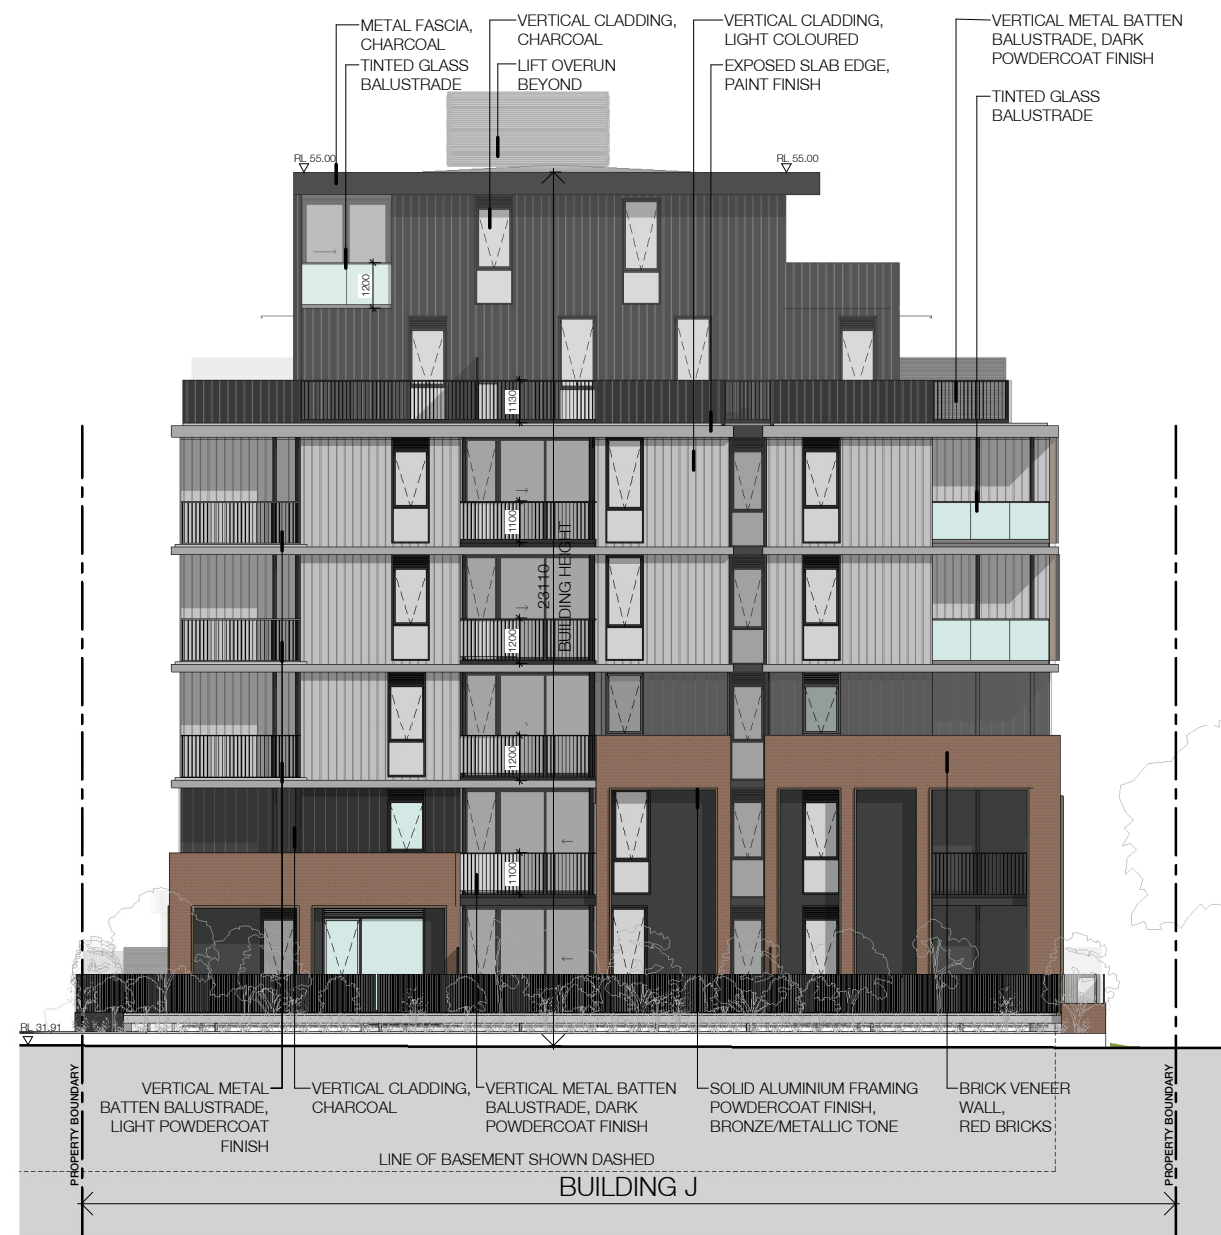 METAL FASCIA,
CHARCOAL
TINTED GLASS
BALUSTRADE
VERTICAL CLADDING,
CHARCOAL
LIFT OVERUN
BEYOND
VERTICAL CLADDING,
LIGHT COLOURED
EXPOSED SLAB EDGE,
PAINT FINISH
VERTICAL METAL BATTEN
BALUSTRADE, DARK
POWDERCOAT FINISH
TINTED GLASS
BALUSTRADE
RL 55.00
RL 55.00
1200
1130
1100
23110
BUILDING HEIGHT
1200
1200
1100
RL 31.91
PROPERTY BOUNDARY
VERTICAL METAL
BATTEN BALUSTRADE,
LIGHT POWDERCOAT
FINISH
VERTICAL CLADDING,
CHARCOAL
VERTICAL METAL BATTEN
BALUSTRADE, DARK
POWDERCOAT FINISH
SOLID ALUMINIUM FRAMING
POWDERCOAT FINISH,
BRONZE/METALLIC TONE
BRICK VENEER
WALL,
RED BRICKS
PROPERTY BOUNDARY
LINE OF BASEMENT SHOWN DASHED
BUILDING J